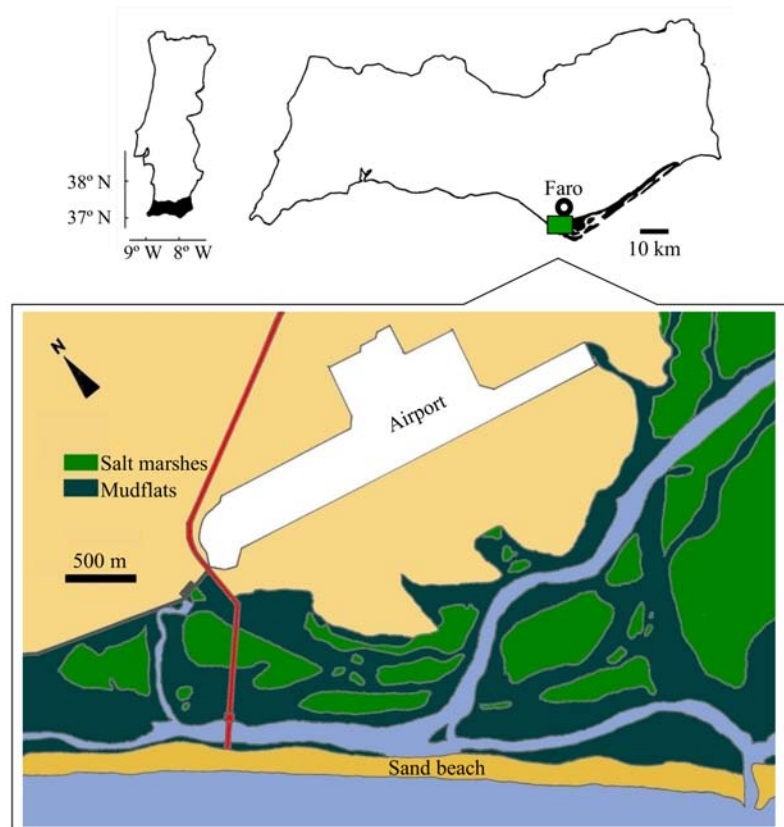 38º N
37º N
9º W 8º W
Faro
10 km
N
Airport
Salt marshes
Mudflats
500 m
Sand beach